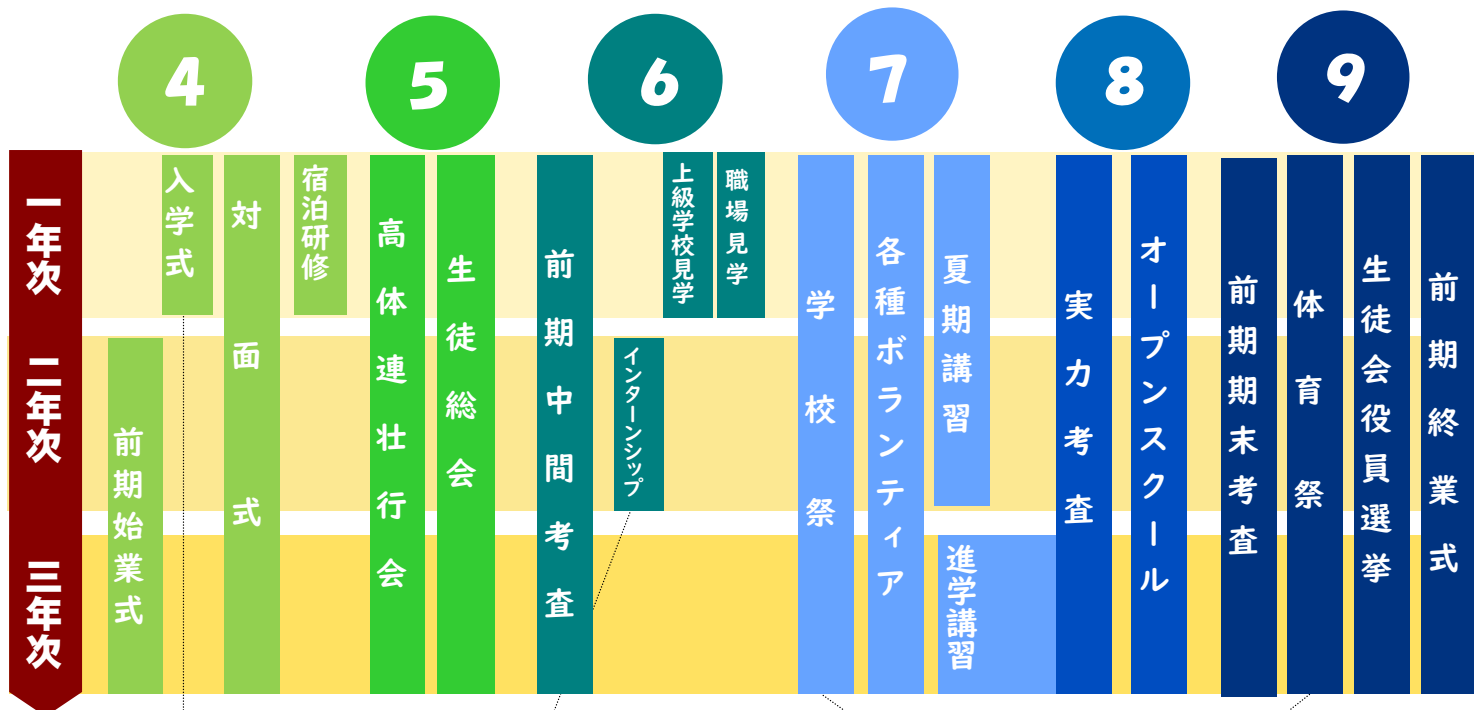 4
5
6
7
8
9
一年次
二年次
三年次
前期始業式
入学式
対面式
宿泊研修
高体連壮行会
生徒総会
前期中間考査
インターンシップ
上級学校見学
職場見学
学校祭
各種ボランティア
夏期講習
進学講習
実力考査
オープンスクール
前期期末考査
体育祭
生徒会役員選挙
前期終業式